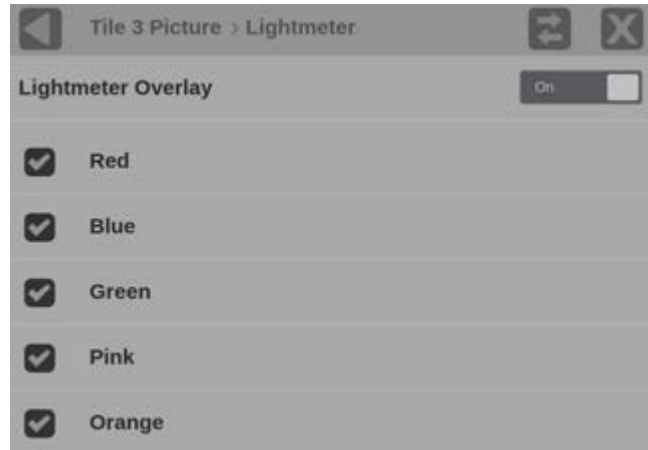 Tile 3 Picture > Lightmeter
Lightmeter Overlay
On
Red
Blue
Green
Pink
Orange